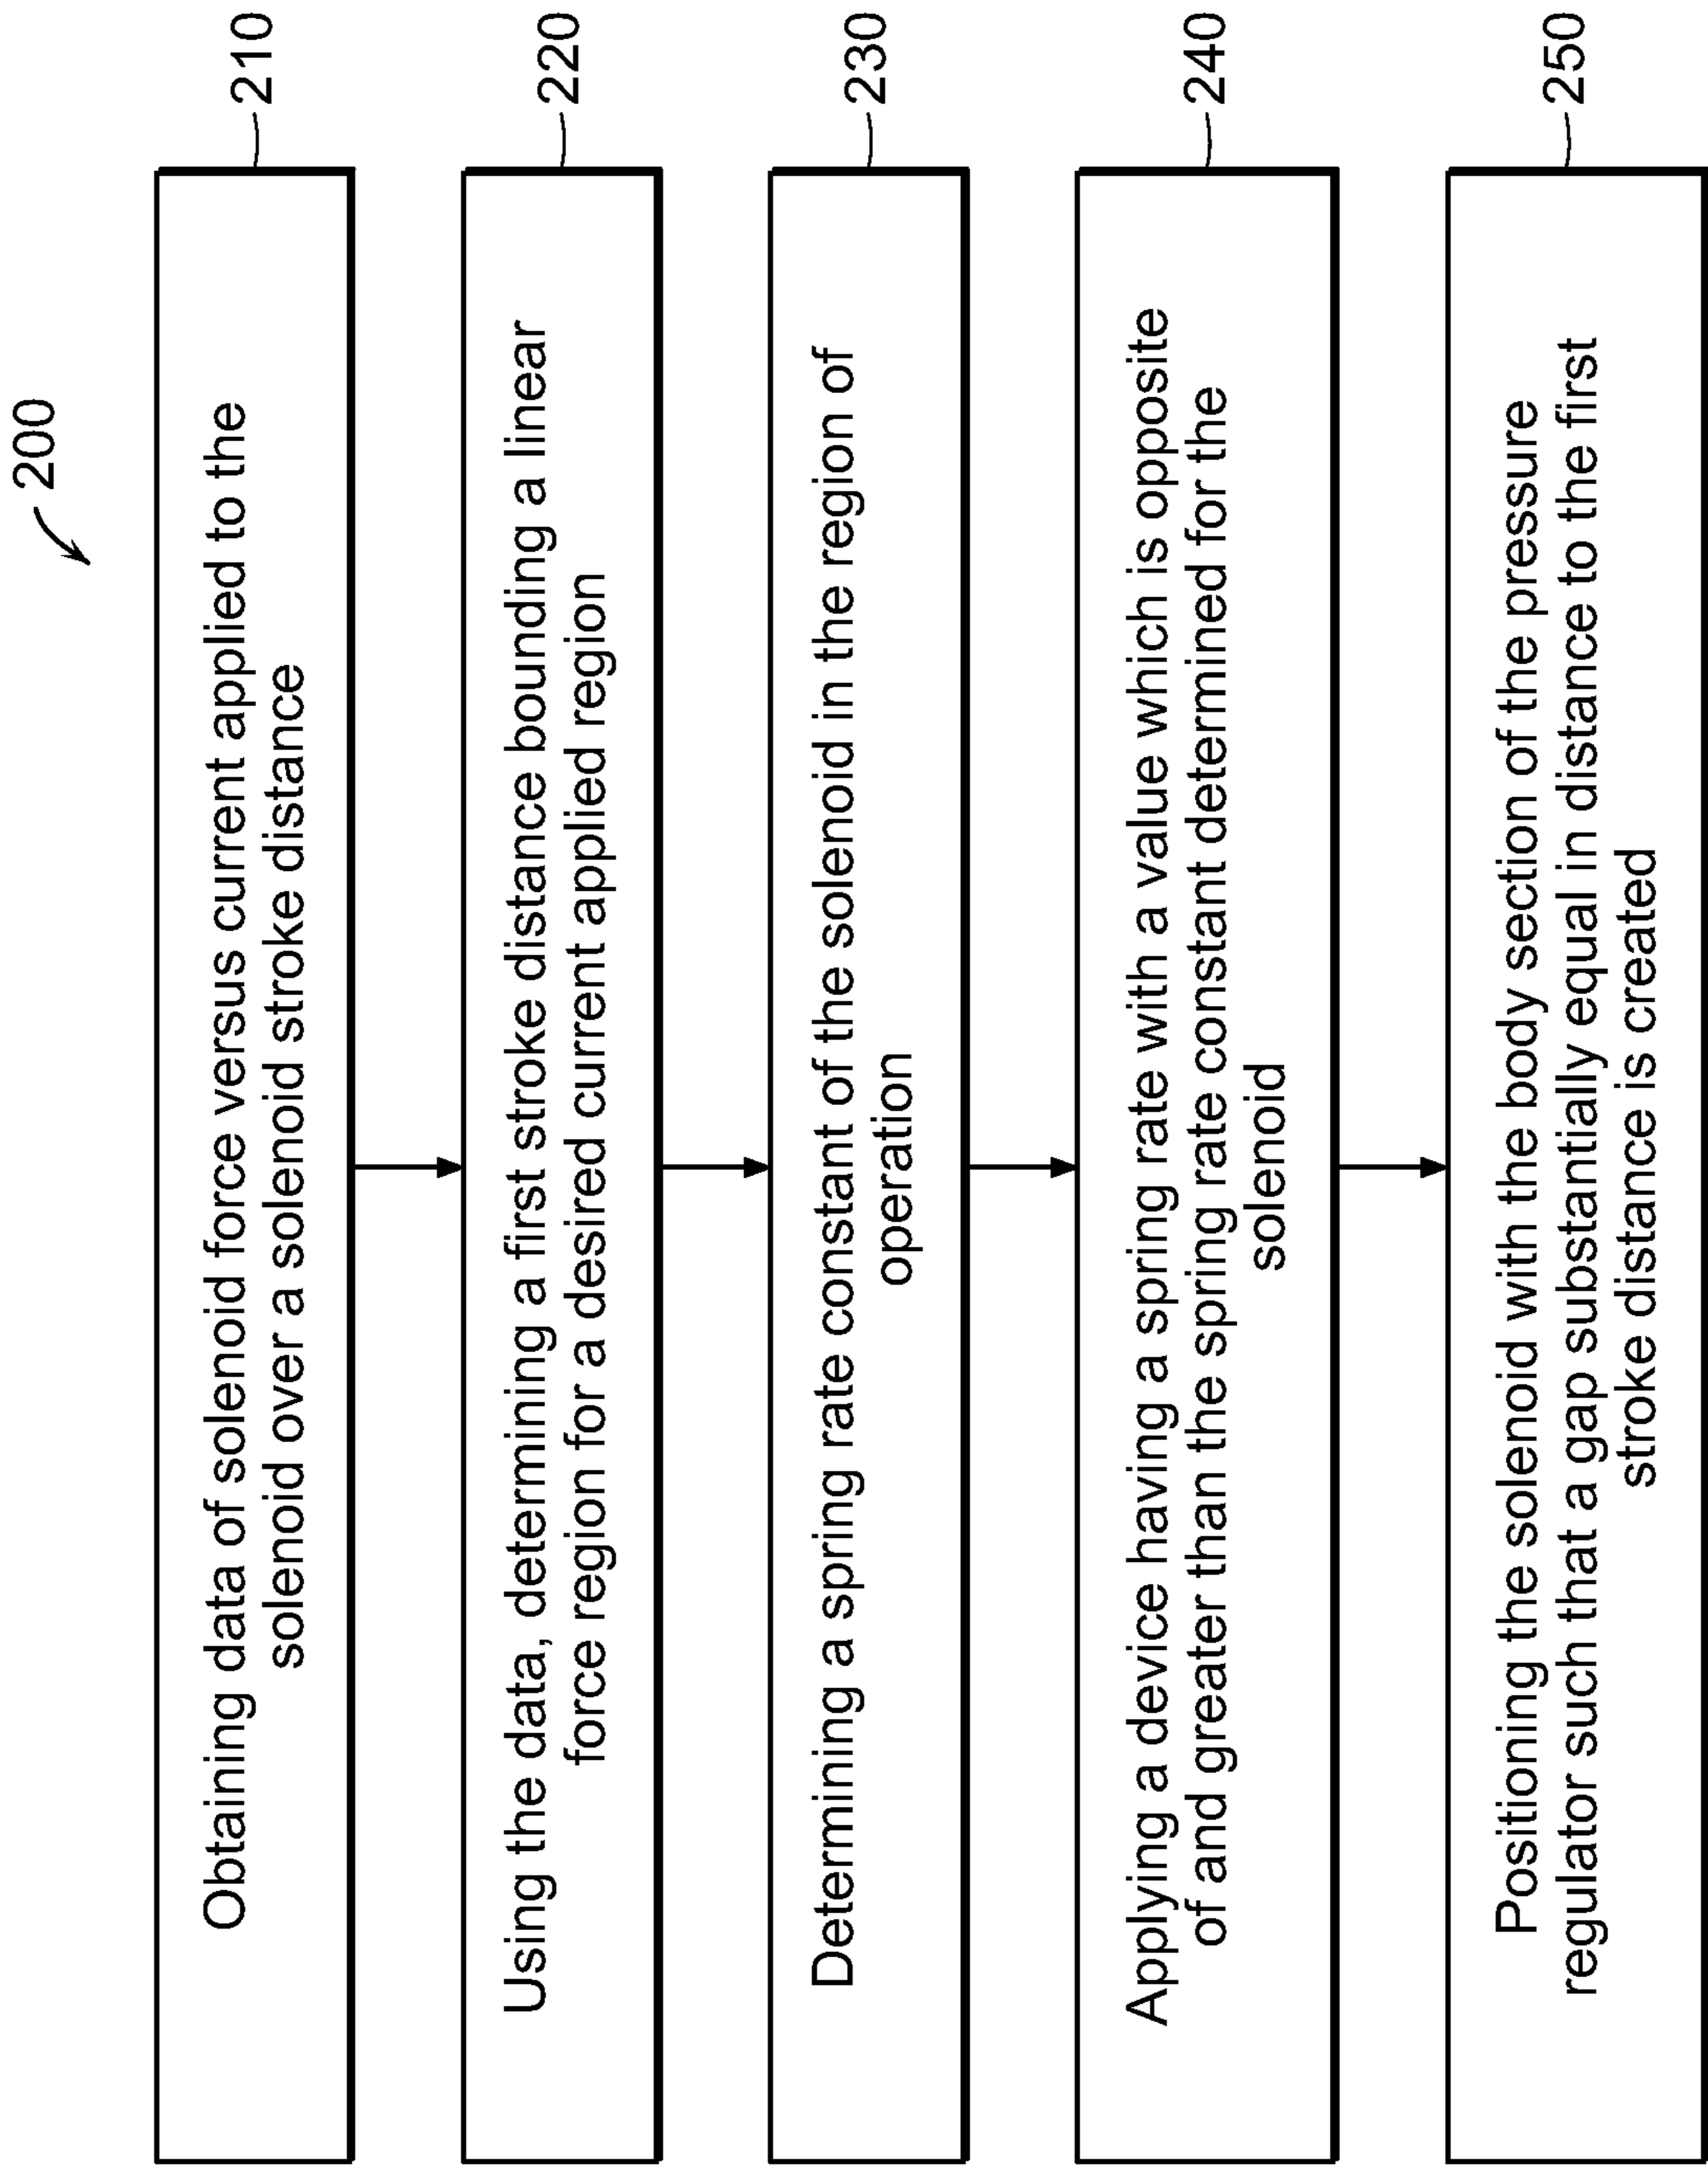 200
Obtaining data of solenoid force versus current applied to the
solenoid over a solenoid stroke distance
210
Using the data, determining a first stroke distance bounding a linear
force region for a desired current applied region
220
Determining a spring rate constant of the solenoid in the region of
operation
230
Applying a device having a spring rate with a value which is opposite
of and greater than the spring rate constant determined for the
solenoid
240
Positioning the solenoid with the body section of the pressure
regulator such that a gap substantially equal in distance to the first
stroke distance is created
250